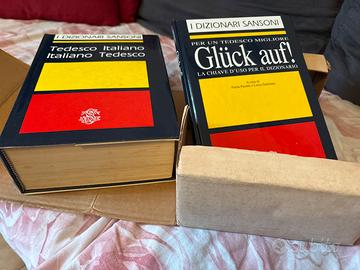 I DIZIONARI SANSONI
Tedesco Italiano
Italiano Tedesco
I DIZIONARI SANSONI
PER UN TEDESCO MIGLIORE
Glück auf!
LA CHIAVE D'USO PER IL DIZIONARIO